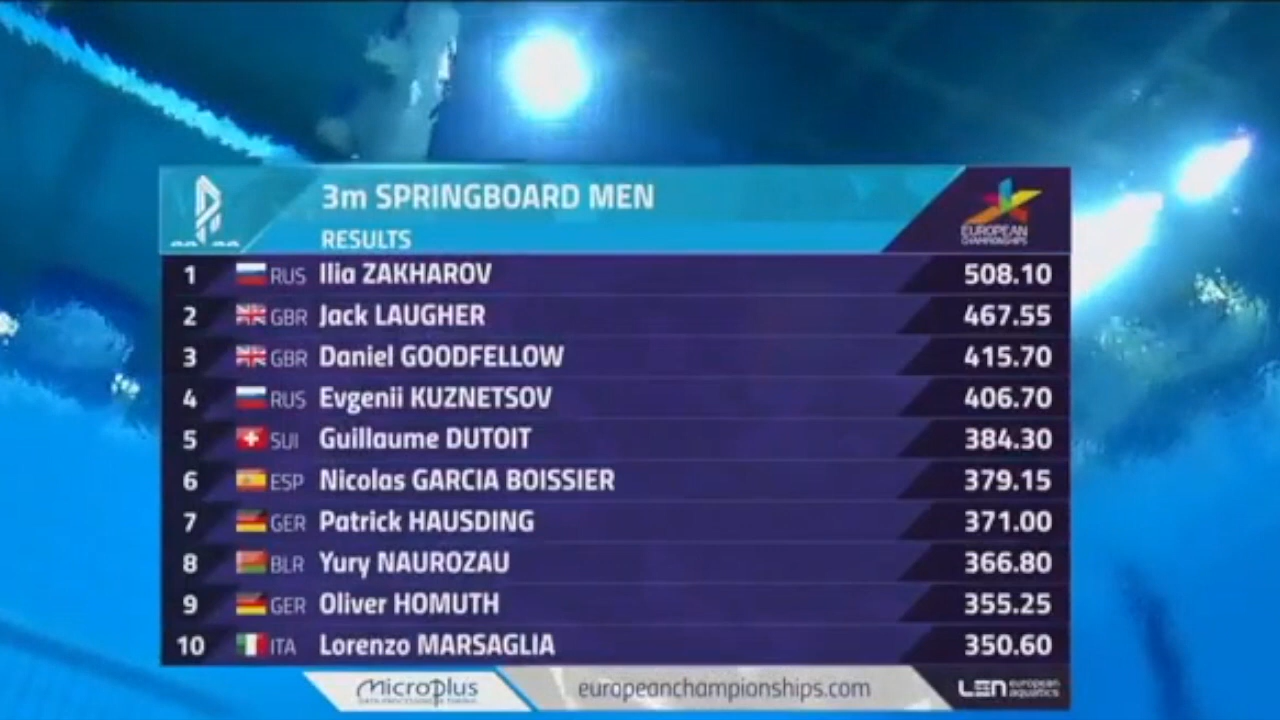 3m SPRINGBOARD MEN
RESULTS
EUROPEAN
CHAMPIONSHIPS
1 RUS Ilia ZAKHAROV 508.10
2 GBR Jack LAUGHER 467.55
3 GBR Daniel GOODFELLOW 415.70
4 RUS Evgenii KUZNETSOV 406.70
5 SUI Guillaume DUTOIT 384.30
6 ESP Nicolas GARCIA BOISSIER 379.15
7 GER Patrick HAUSDING 371.00
8 BLR Yury NAUROZAU 366.80
9 GER Oliver HOMUTH 355.25
10 ITA Lorenzo MARSAGLIA 350.60
Microplus
europeanchampionships.com
LEN european
aquatics